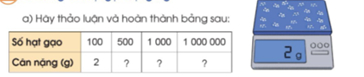 a) Hãy thảo luận và hoàn thành bảng sau:
Số hạt gạo 100 500 1 000 1 000 000
Cân nặng (g) 2 ? ? ?
2 g